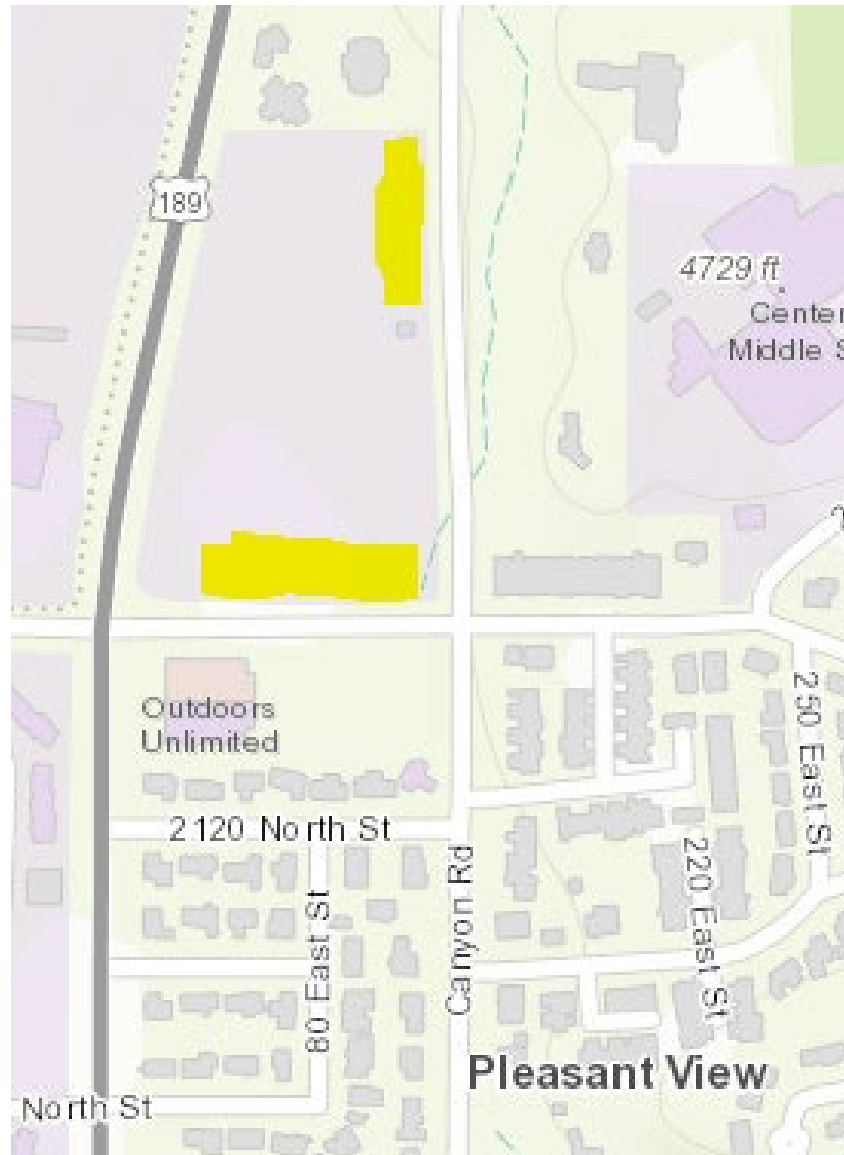 189
4729 ft
Center
Middle S
Outdoors
Unlimited
250 East St
2120 North St
220 East St
Canyon Rd
80 East St
Pleasant View
North St